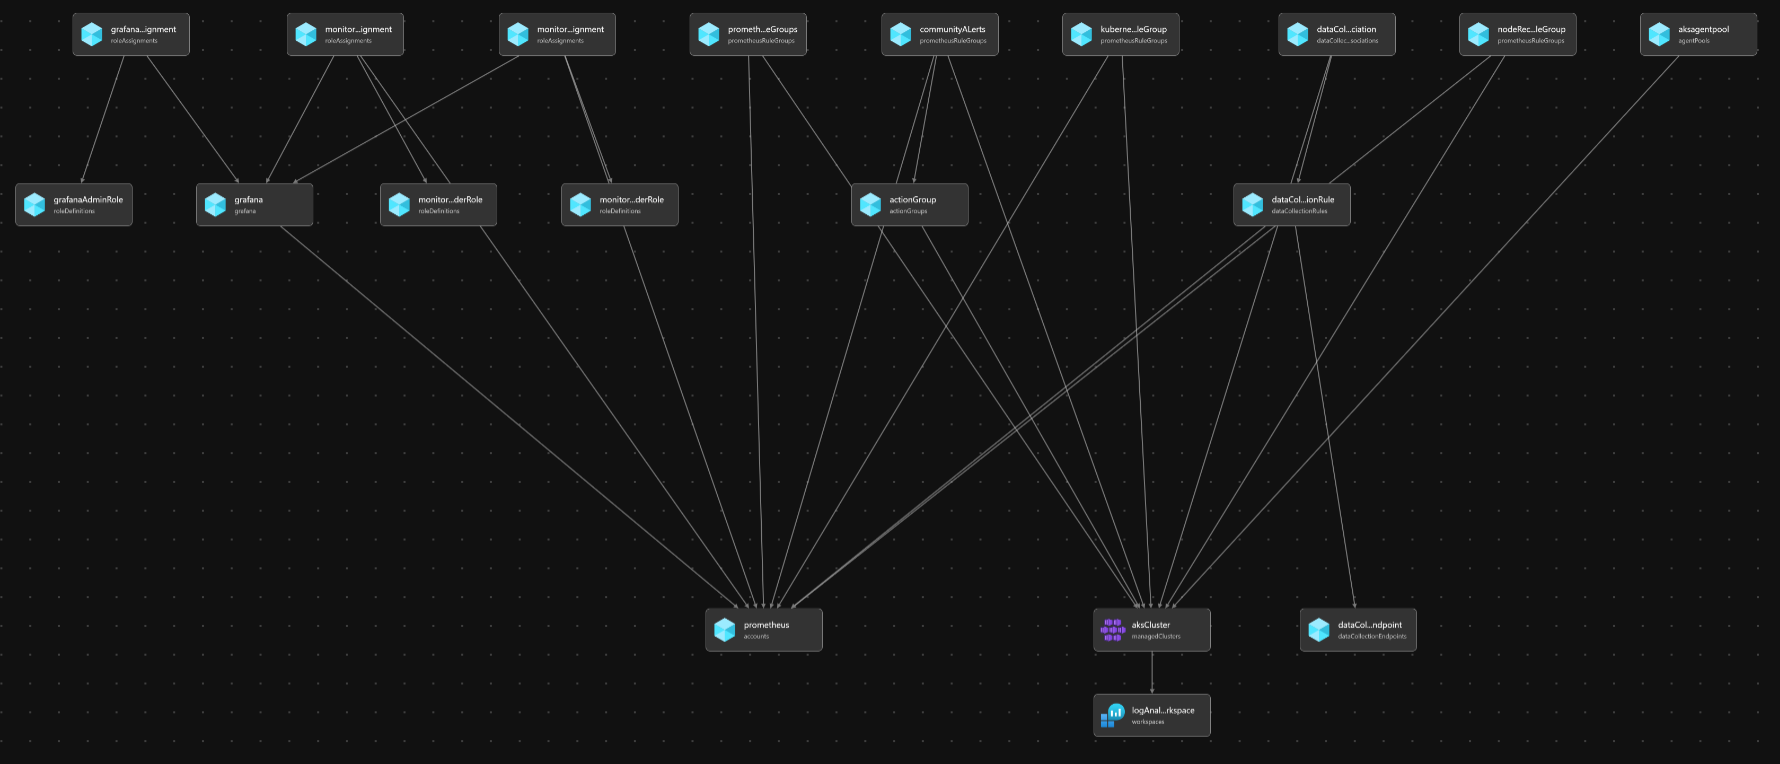 grafana...ignment
roleAssignments
monitor...ignment
roleAssignments
monitor...ignment
roleAssignments
prometh...eGroups
prometheusRuleGroups
communityALerts
prometheusRuleGroups
kuberne...leGroup
prometheusRuleGroups
dataCol...ciation
dataCollec...sociations
nodeRec...leGroup
prometheusRuleGroups
aksagentpool
agentPools
grafanaAdminRole
roleDefinitions
grafana
grafana
monitor...derRole
roleDefinitions
monitor...derRole
roleDefinitions
actionGroup
actionGroups
dataCol...ionRule
dataCollectionRules
prometheus
accounts
aksCluster
managedClusters
dataCol...ndpoint
dataCollectionEndpoints
logAnal...rkspace
workspaces